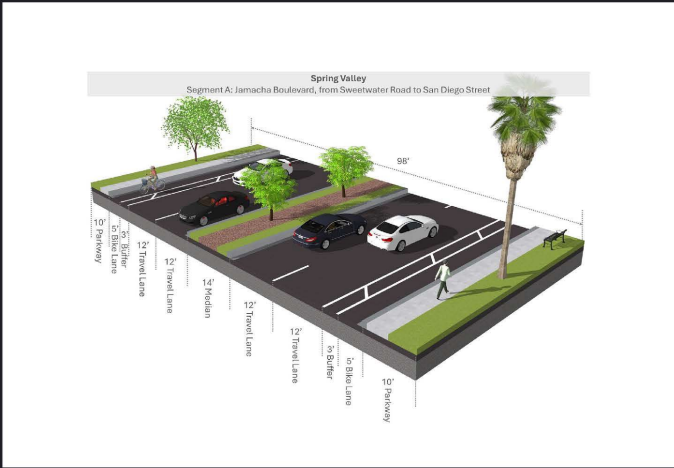 Spring Valley
Segment A: Jamacha Boulevard, from Sweetwater Road to San Diego Street
98'
10' Parkway
Bike Lane
3' Buffer
12' Travel Lane
12' Travel Lane
14' Median
12' Travel Lane
12' Travel Lane
Buffer
Bike Lane
10' Parkway